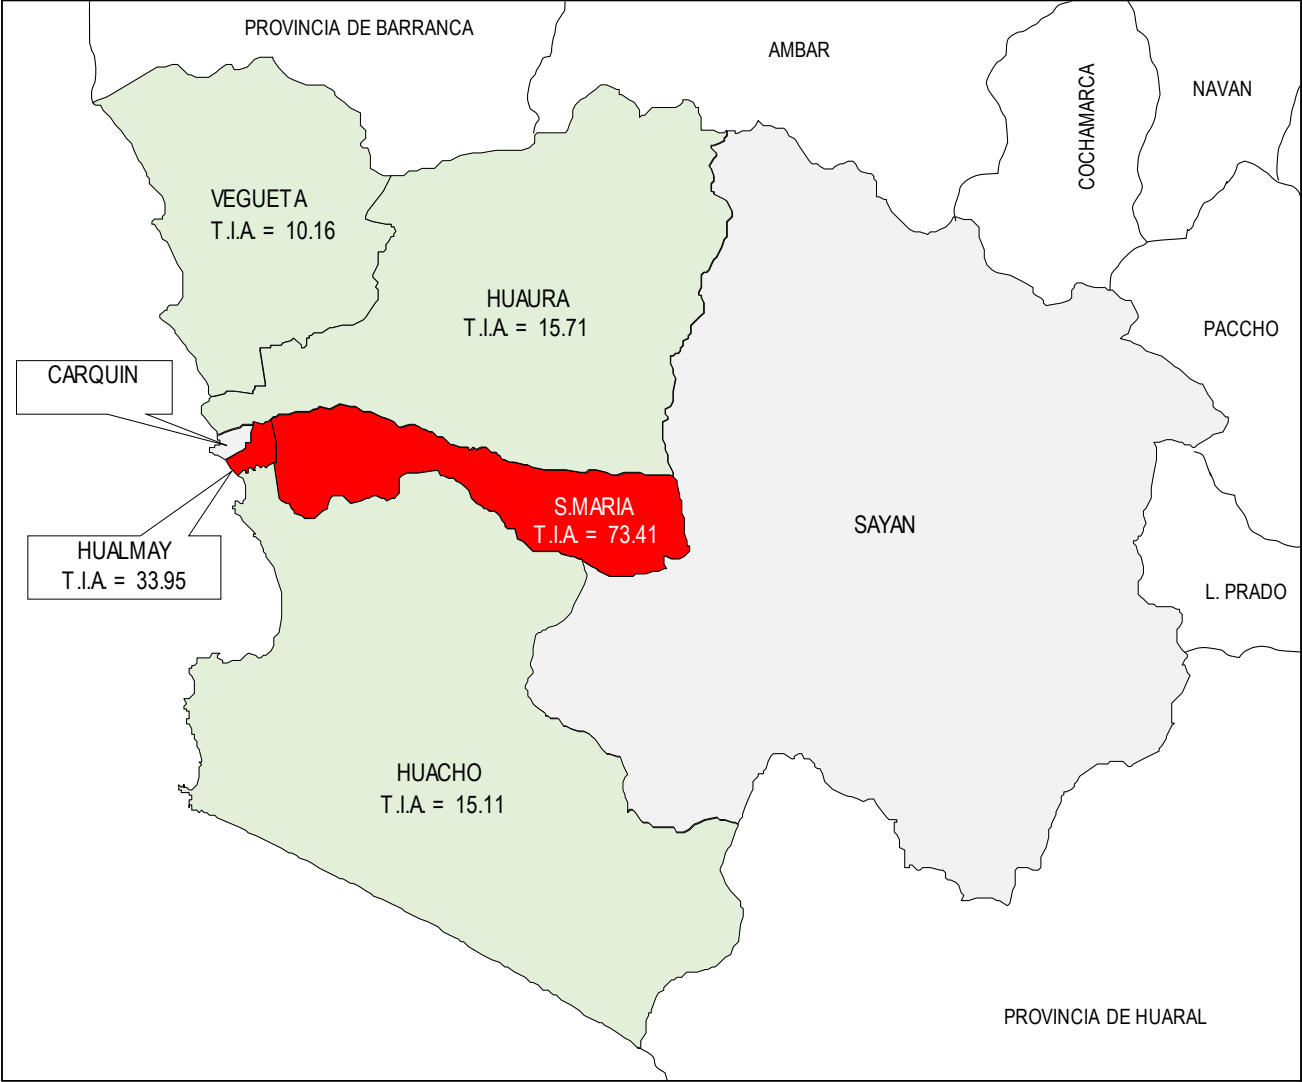 PROVINCIA DE BARRANCA
AMBAR
COCHAMARCA
NAVAN
VEGUETA
T.I.A. = 10.16
HUAURA
T.I.A. = 15.71
PACCHO
CARQUIN
S.MARIA
T.I.A. = 73.41
SAYAN
HUALMAY
T.I.A. = 33.95
L. PRADO
HUACHO
T.I.A. = 15.11
PROVINCIA DE HUARAL